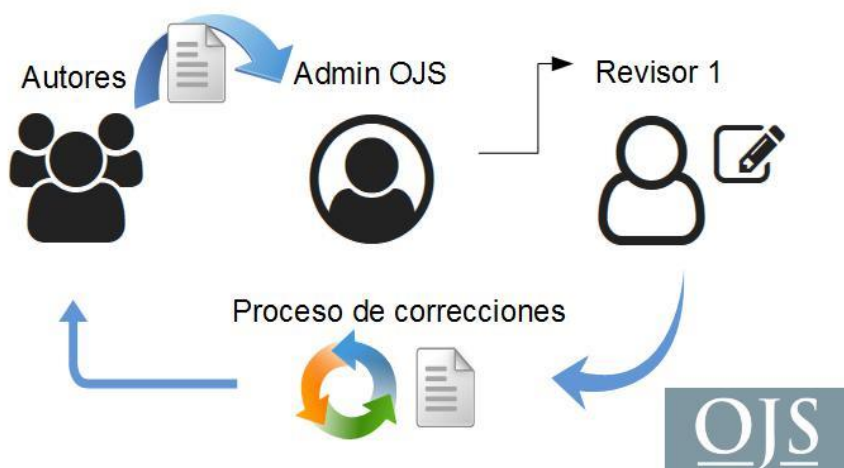 Autores
Admin OJS
Revisor 1
Proceso de correcciones
OJS